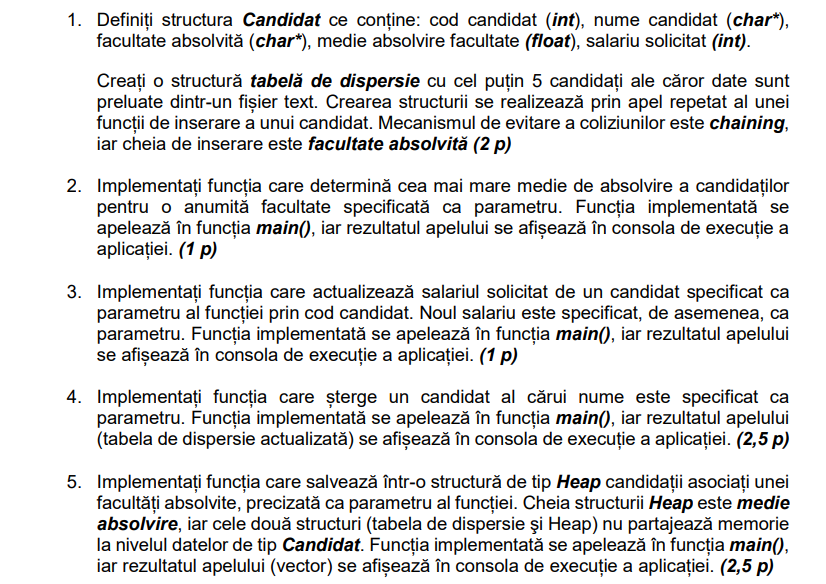 1. Definiți structura Candidat ce conține: cod candidat (int), nume candidat (char*),
facultate absolvită (char*), medie absolvire facultate (float), salariu solicitat (int).
Creați o structură tabelă de dispersie cu cel puțin 5 candidați ale căror date sunt
preluate dintr-un fișier text. Crearea structurii se realizează prin apel repetat al unei
funcții de inserare a unui candidat. Mecanismul de evitare a coliziunilor este chaining,
iar cheia de inserare este facultate absolvită (2 p)
2. Implementați funcția care determină cea mai mare medie de absolvire a candidaților
pentru o anumită facultate specificată ca parametru. Funcția implementată se
apelează în funcția main(), iar rezultatul apelului se afișează în consola de execuție a
aplicației. (1 p)
3. Implementați funcția care actualizează salariul solicitat de un candidat specificat ca
parametru al funcției prin cod candidat. Noul salariu este specificat, de asemenea, ca
parametru. Funcția implementată se apelează în funcția main(), iar rezultatul apelului
se afișează în consola de execuție a aplicației. (1 p)
4. Implementați funcția care șterge un candidat al cărui nume este specificat ca
parametru. Funcția implementată se apelează în funcția main(), iar rezultatul apelului
(tabela de dispersie actualizată) se afișează în consola de execuție a aplicației. (2,5 p)
5. Implementați funcția care salvează într-o structură de tip Heap candidații asociați unei
facultăți absolvite, precizată ca parametru al funcției. Cheia structurii Heap este medie
absolvire, iar cele două structuri (tabela de dispersie şi Heap) nu partajează memorie
la nivelul datelor de tip Candidat. Funcția implementată se apelează în funcția main(),
iar rezultatul apelului (vector) se afișează în consola de execuție a aplicației. (2,5 p)